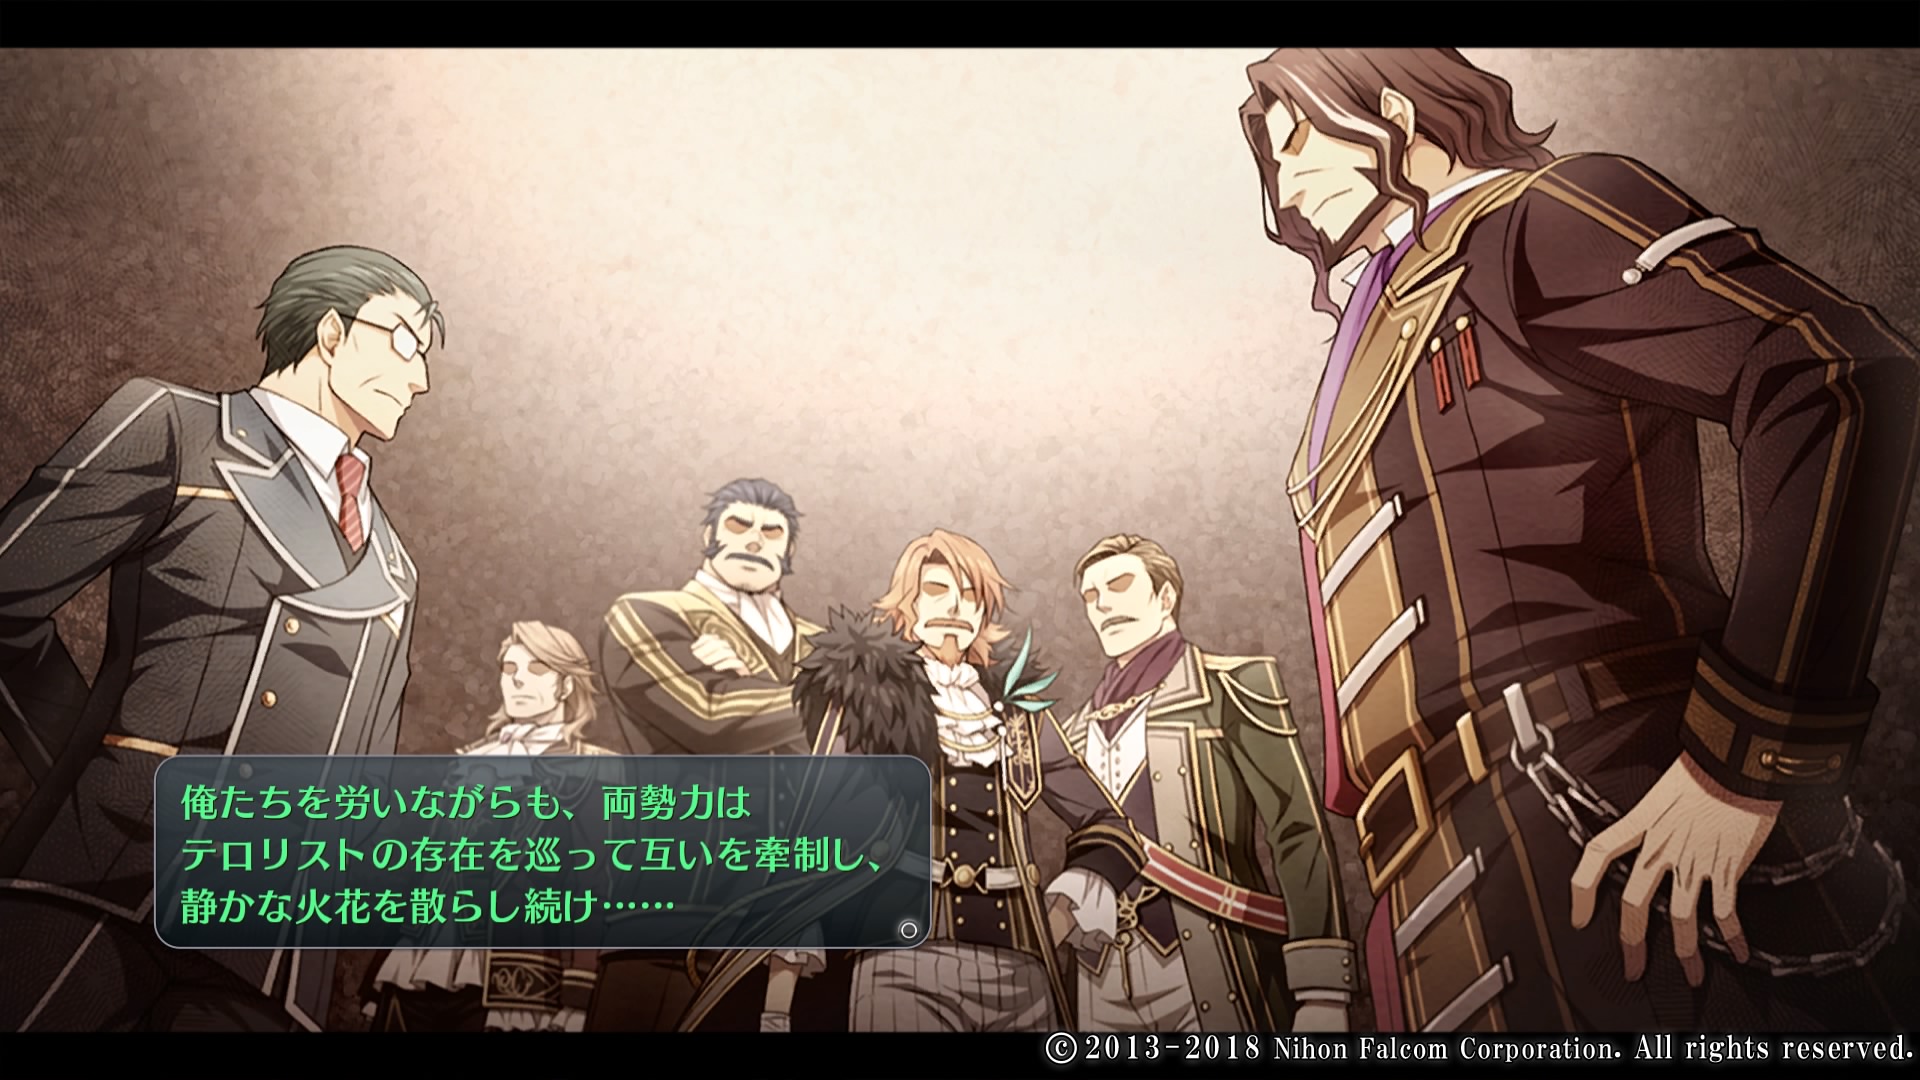 俺たちを労いながらも、両勢力は
テロリストの存在を巡って互いを牽制し、
静かな火花を散らし続け……
©2013-2018 Nihon Falcom Corporation. All rights reserved.